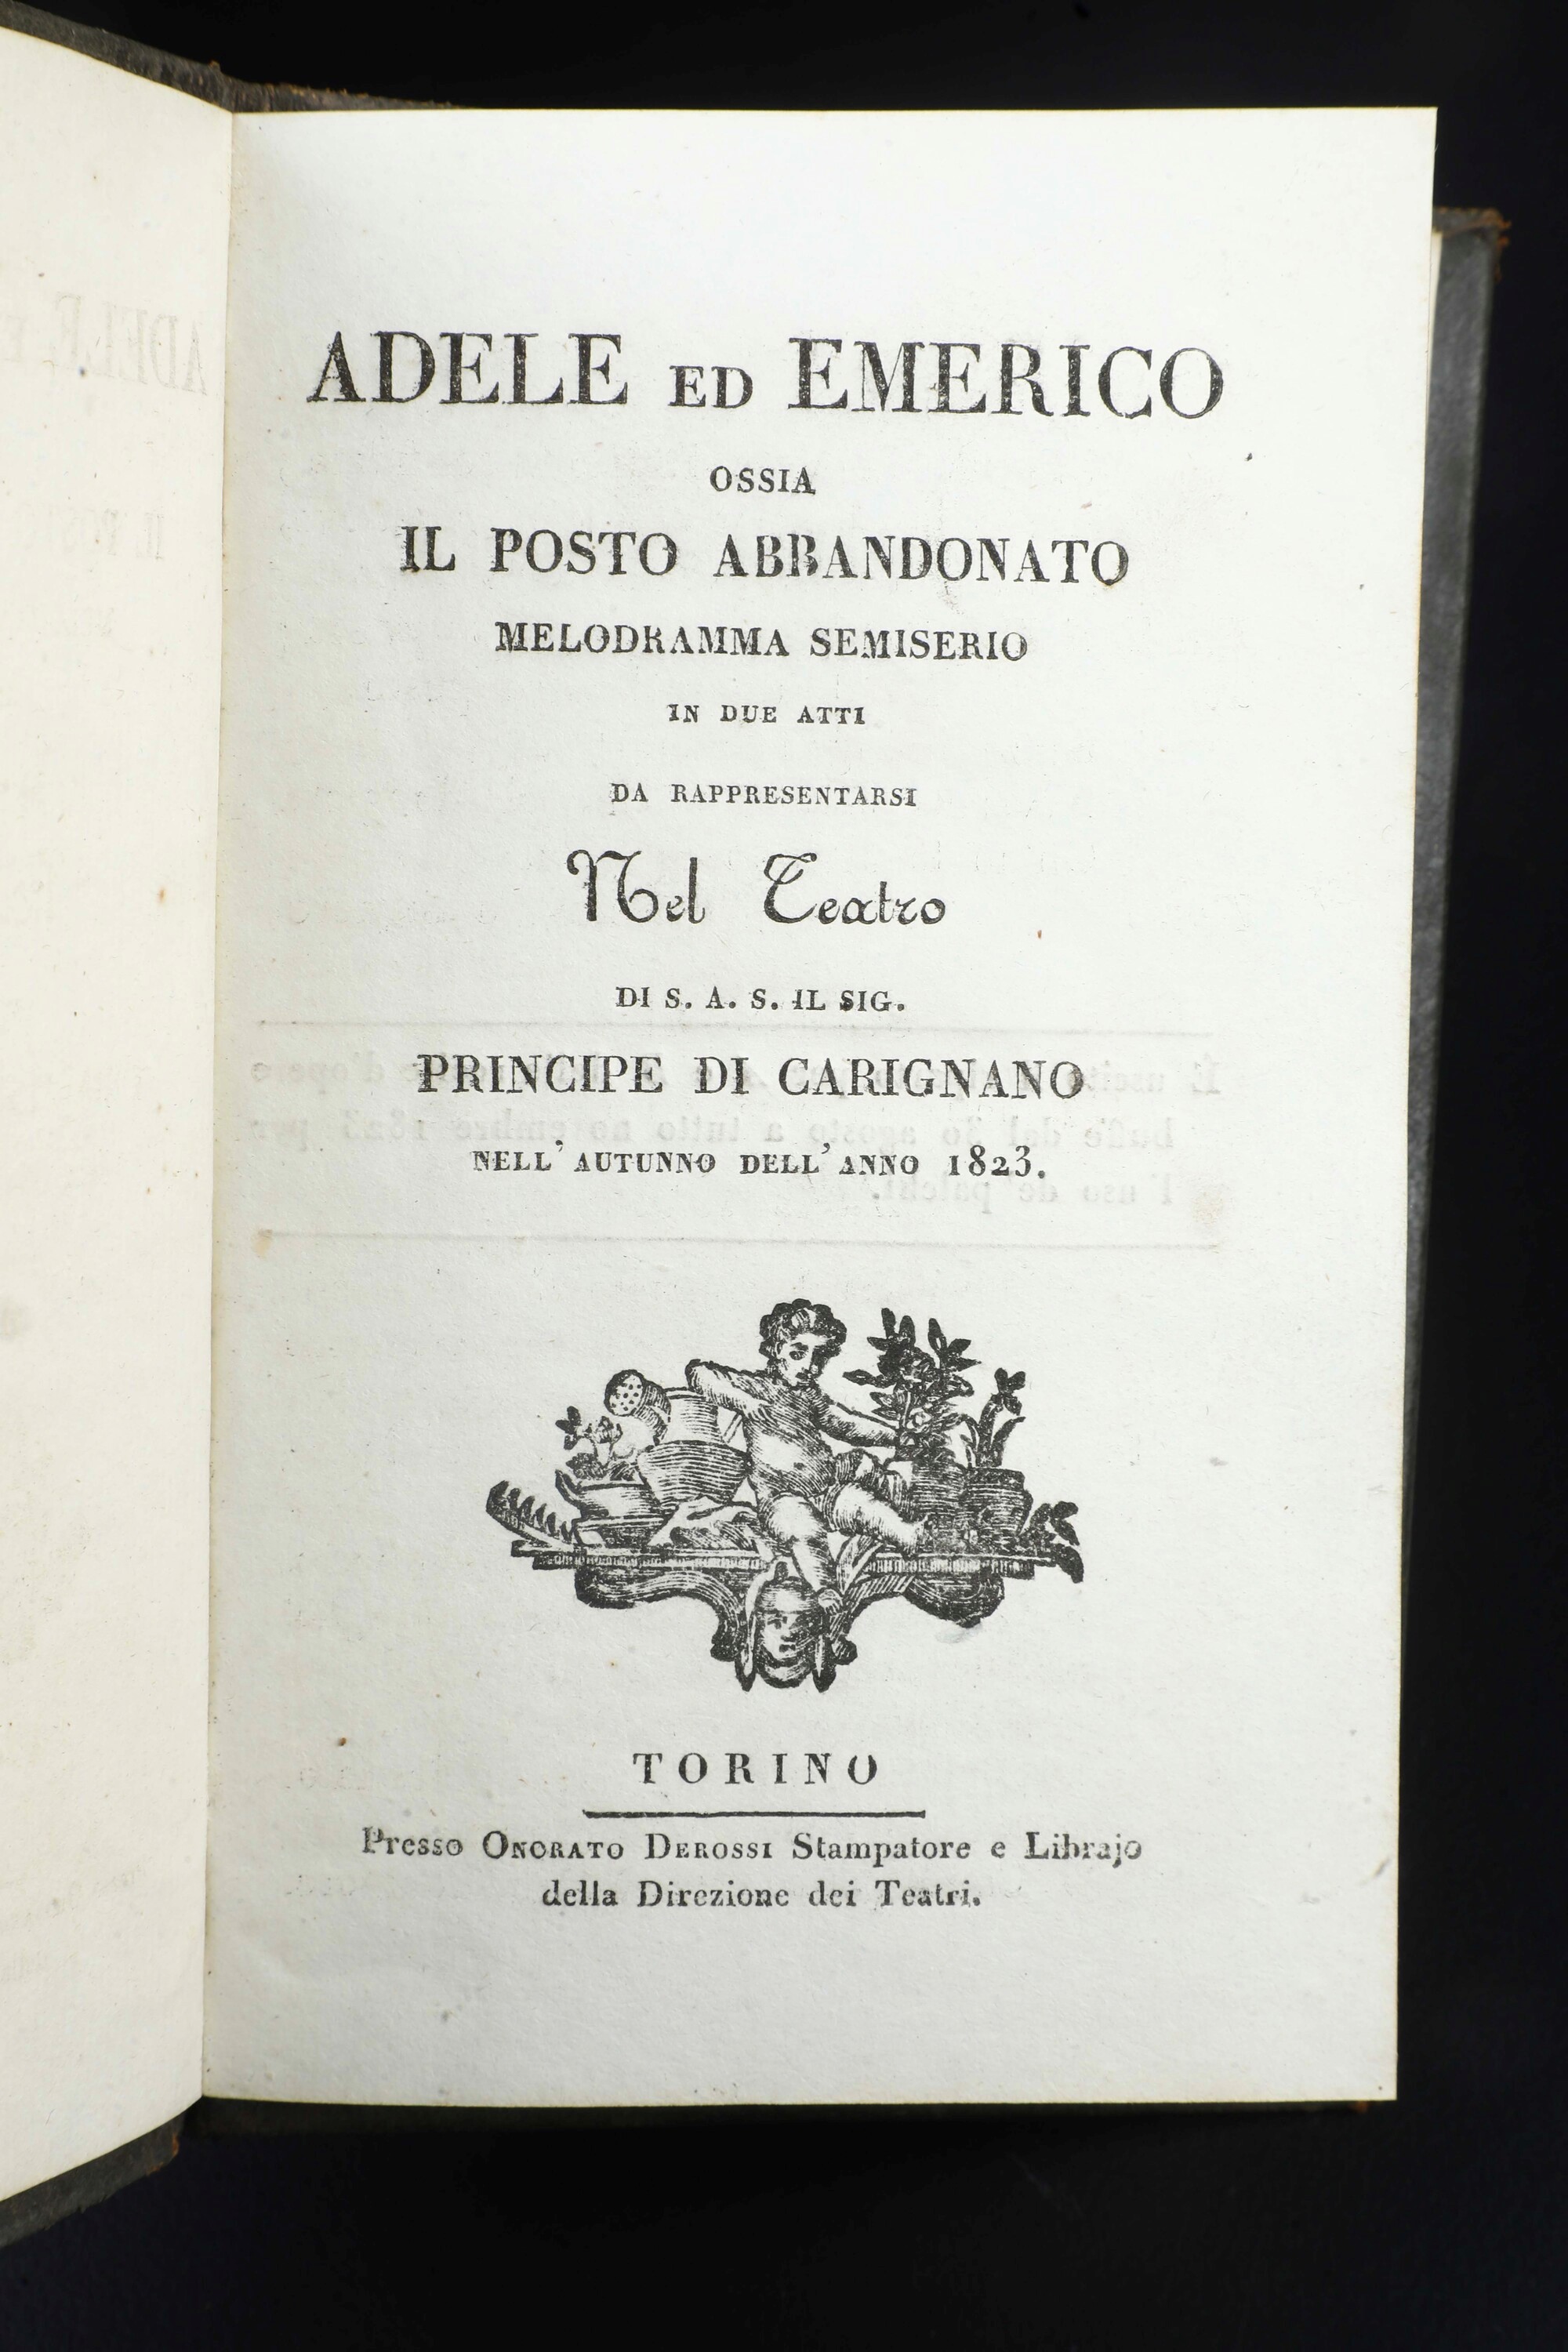 ADELE ED EMERICO
OSSIA
IL POSTO ABBANDONATO
MELODRAMMA SEMISERIO
IN DUE ATTI
DA RAPPRESENTARSI
Nel Teatro
DI S. A. S. IL SIG.
PRINCIPE DI CARIGNANO
NELL' AUTUNNO DELL' ANNO 1823.
TORINO
Presso ONORATO DEROSSI Stampatore e Librajo
della Direzione dei Teatri.